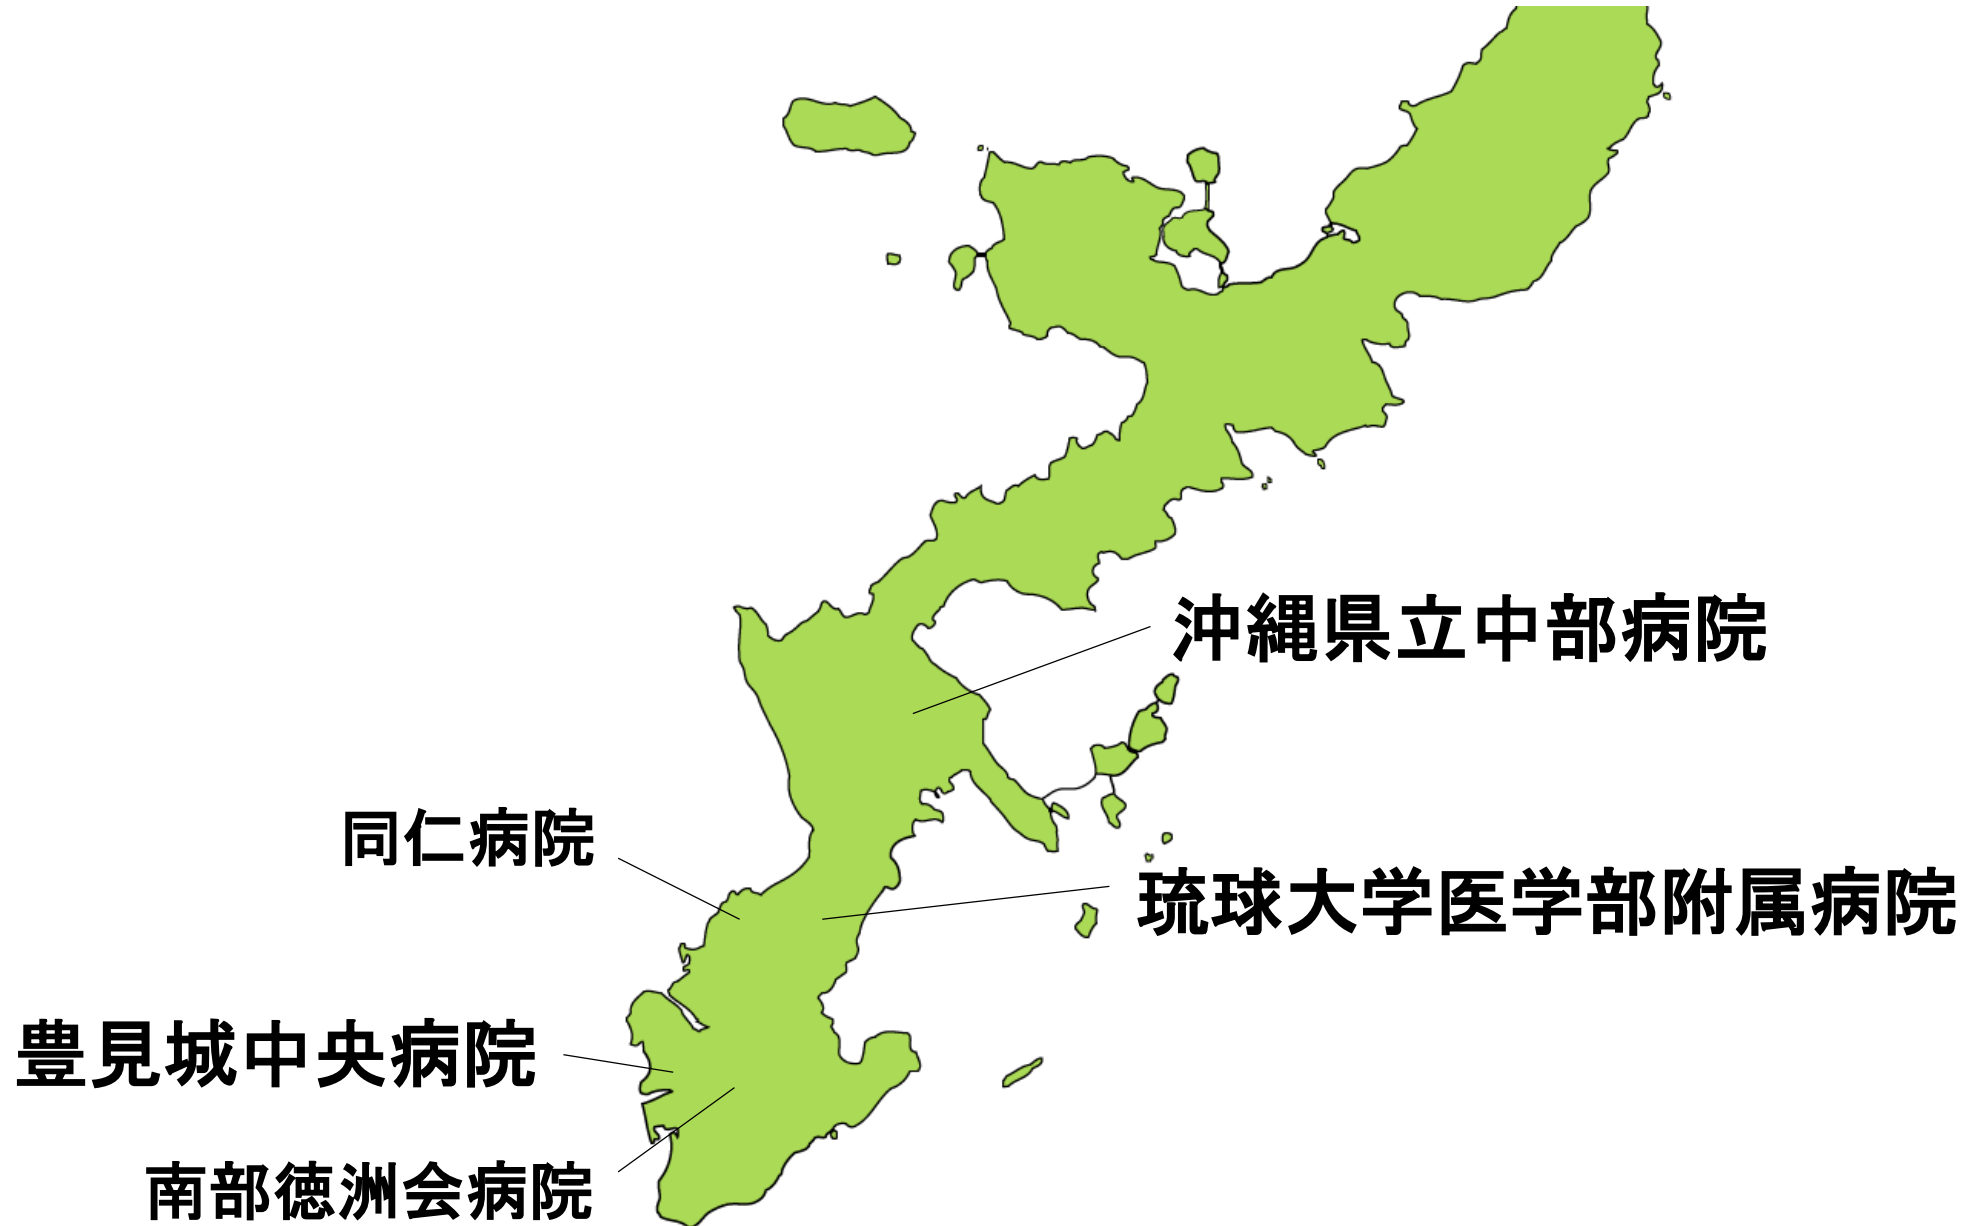 沖縄県立中部病院
同仁病院
琉球大学医学部附属病院
豊見城中央病院
南部徳洲会病院